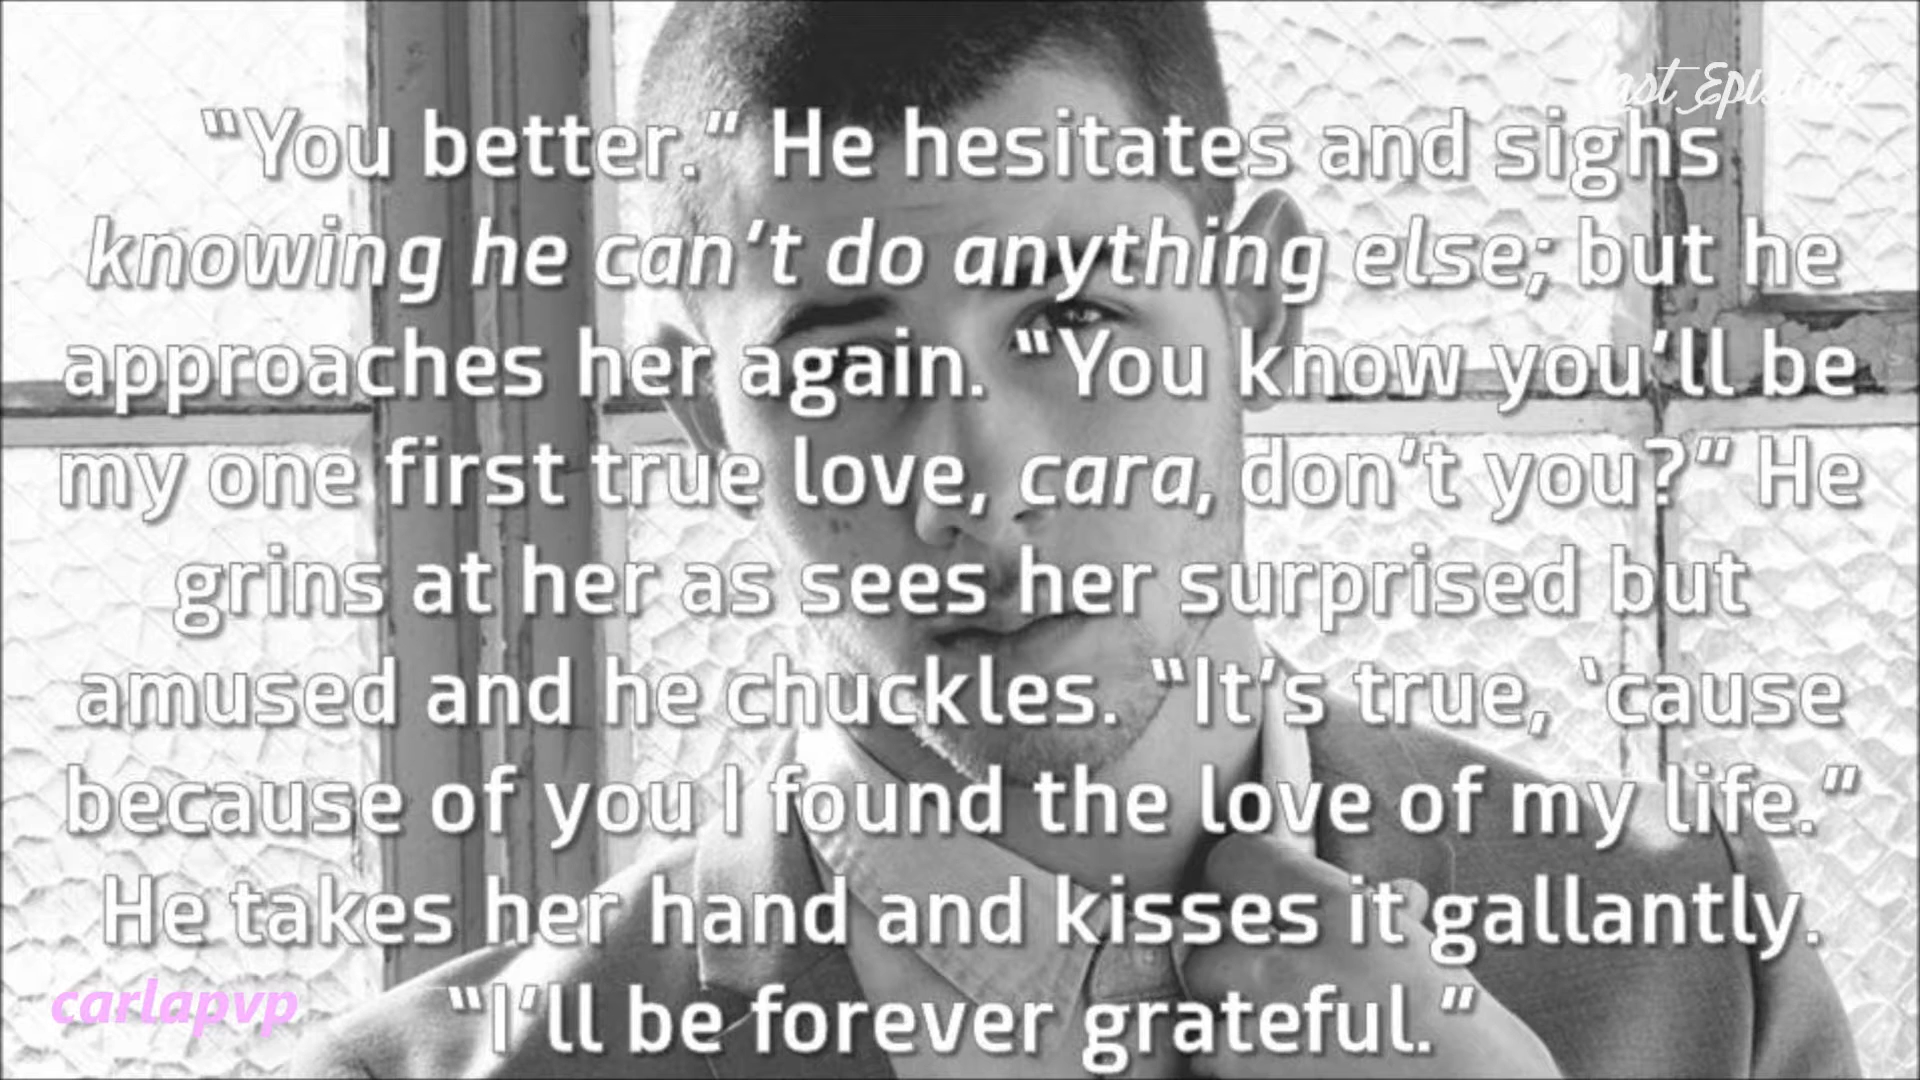 Last Episode
"You better." He hesitates and sighs
knowing he can't do anything else; but he
approaches her again. "You know you'll be
my one first true love, cara, don't you?" He
grins at her as sees her surprised but
amused and he chuckles. "It's true, 'cause
because of you I found the love of my life."
He takes her hand and kisses it gallantly.
"I'll be forever grateful."
carlapvp